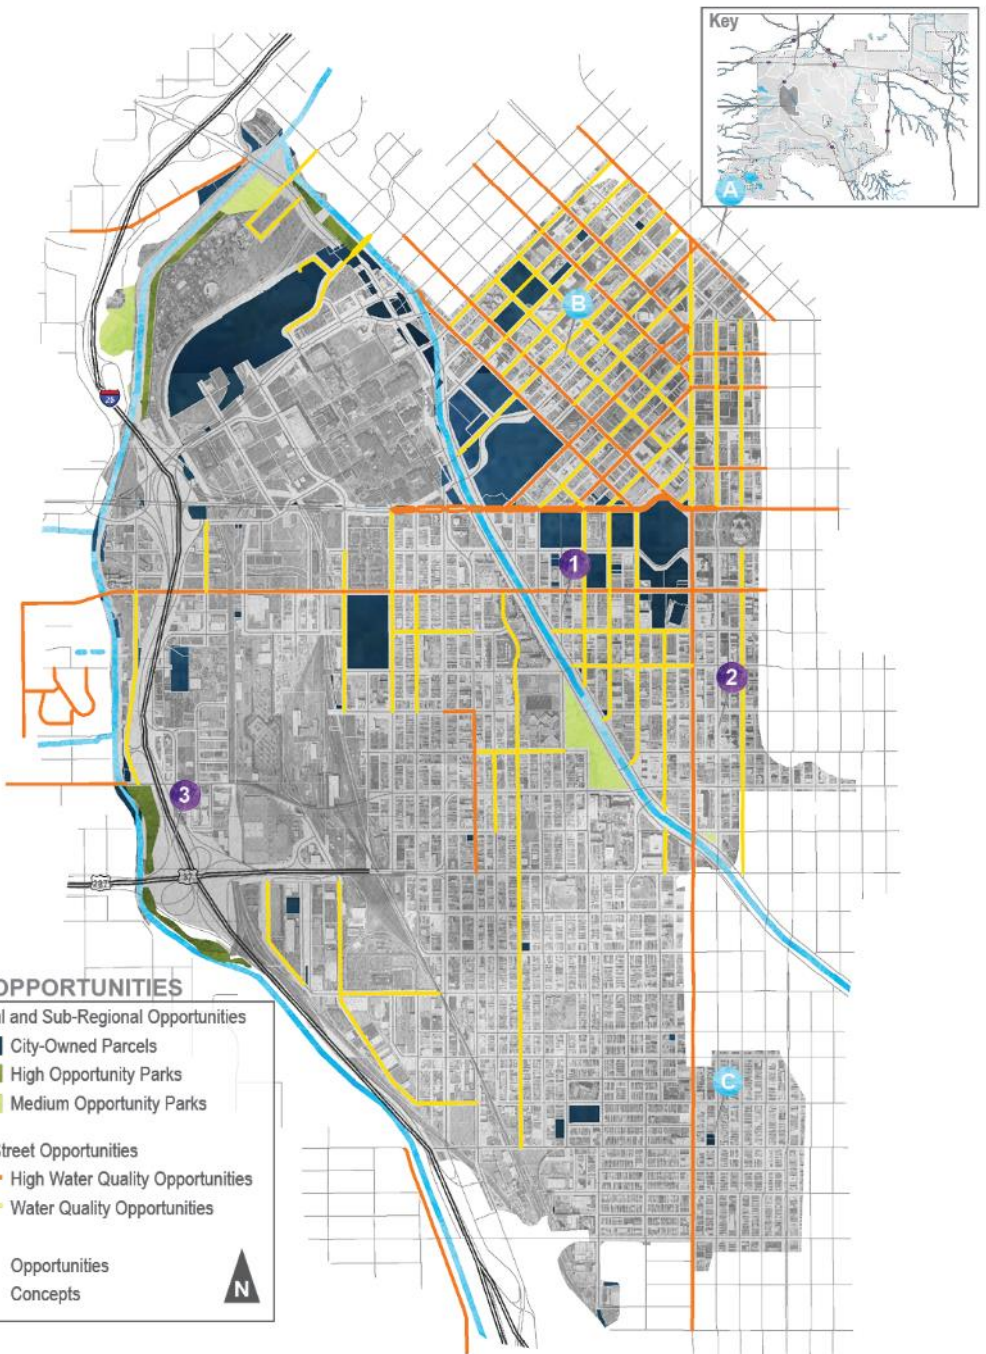 Key
A
B
25
1
2
3
287
C
OPPORTUNITIES
l and Sub-Regional Opportunities
City-Owned Parcels
High Opportunity Parks
Medium Opportunity Parks
treet Opportunities
High Water Quality Opportunities
Water Quality Opportunities
Opportunities
Concepts
N